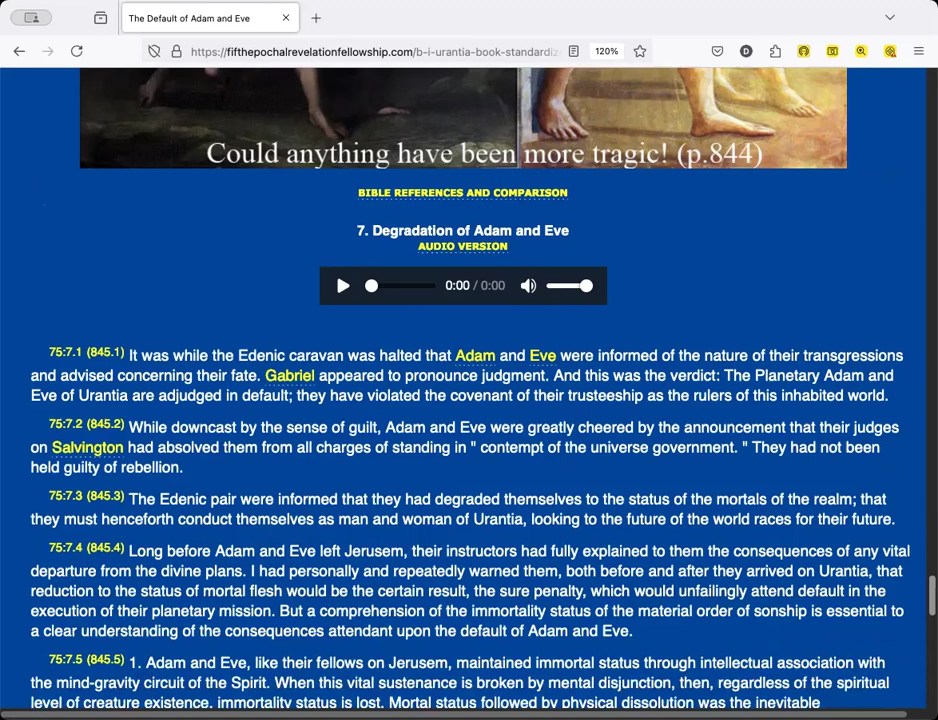 The Default of Adam and Eve
https://fifthepochalrevelationfellowship.com/b-i-urantia-book-standardiz
120%
Could anything have been more tragic! (p.844)
BIBLE REFERENCES AND COMPARISON
7. Degradation of Adam and Eve
AUDIO VERSION
0:00 / 0:00
75:7.1 (845.1) It was while the Edenic caravan was halted that Adam and Eve were informed of the nature of their transgressions
and advised concerning their fate. Gabriel appeared to pronounce judgment. And this was the verdict: The Planetary Adam and
Eve of Urantia are adjudged in default; they have violated the covenant of their trusteeship as the rulers of this inhabited world.
75:7.2 (845.2) While downcast by the sense of guilt, Adam and Eve were greatly cheered by the announcement that their judges
on Salvington had absolved them from all charges of standing in " contempt of the universe government. " They had not been
held guilty of rebellion.
75:7.3 (845.3) The Edenic pair were informed that they had degraded themselves to the status of the mortals of the realm; that
they must henceforth conduct themselves as man and woman of Urantia, looking to the future of the world races for their future.
75:7.4 (845.4) Long before Adam and Eve left Jerusem, their instructors had fully explained to them the consequences of any vital
departure from the divine plans. I had personally and repeatedly warned them, both before and after they arrived on Urantia, that
reduction to the status of mortal flesh would be the certain result, the sure penalty, which would unfailingly attend default in the
execution of their planetary mission. But a comprehension of the immortality status of the material order of sonship is essential to
a clear understanding of the consequences attendant upon the default of Adam and Eve.
75:7.5 (845.5) 1. Adam and Eve, like their fellows on Jerusem, maintained immortal status through intellectual association with
the mind-gravity circuit of the Spirit. When this vital sustenance is broken by mental disjunction, then, regardless of the spiritual
level of creature existence, immortality status is lost. Mortal status followed by physical dissolution was the inevitable